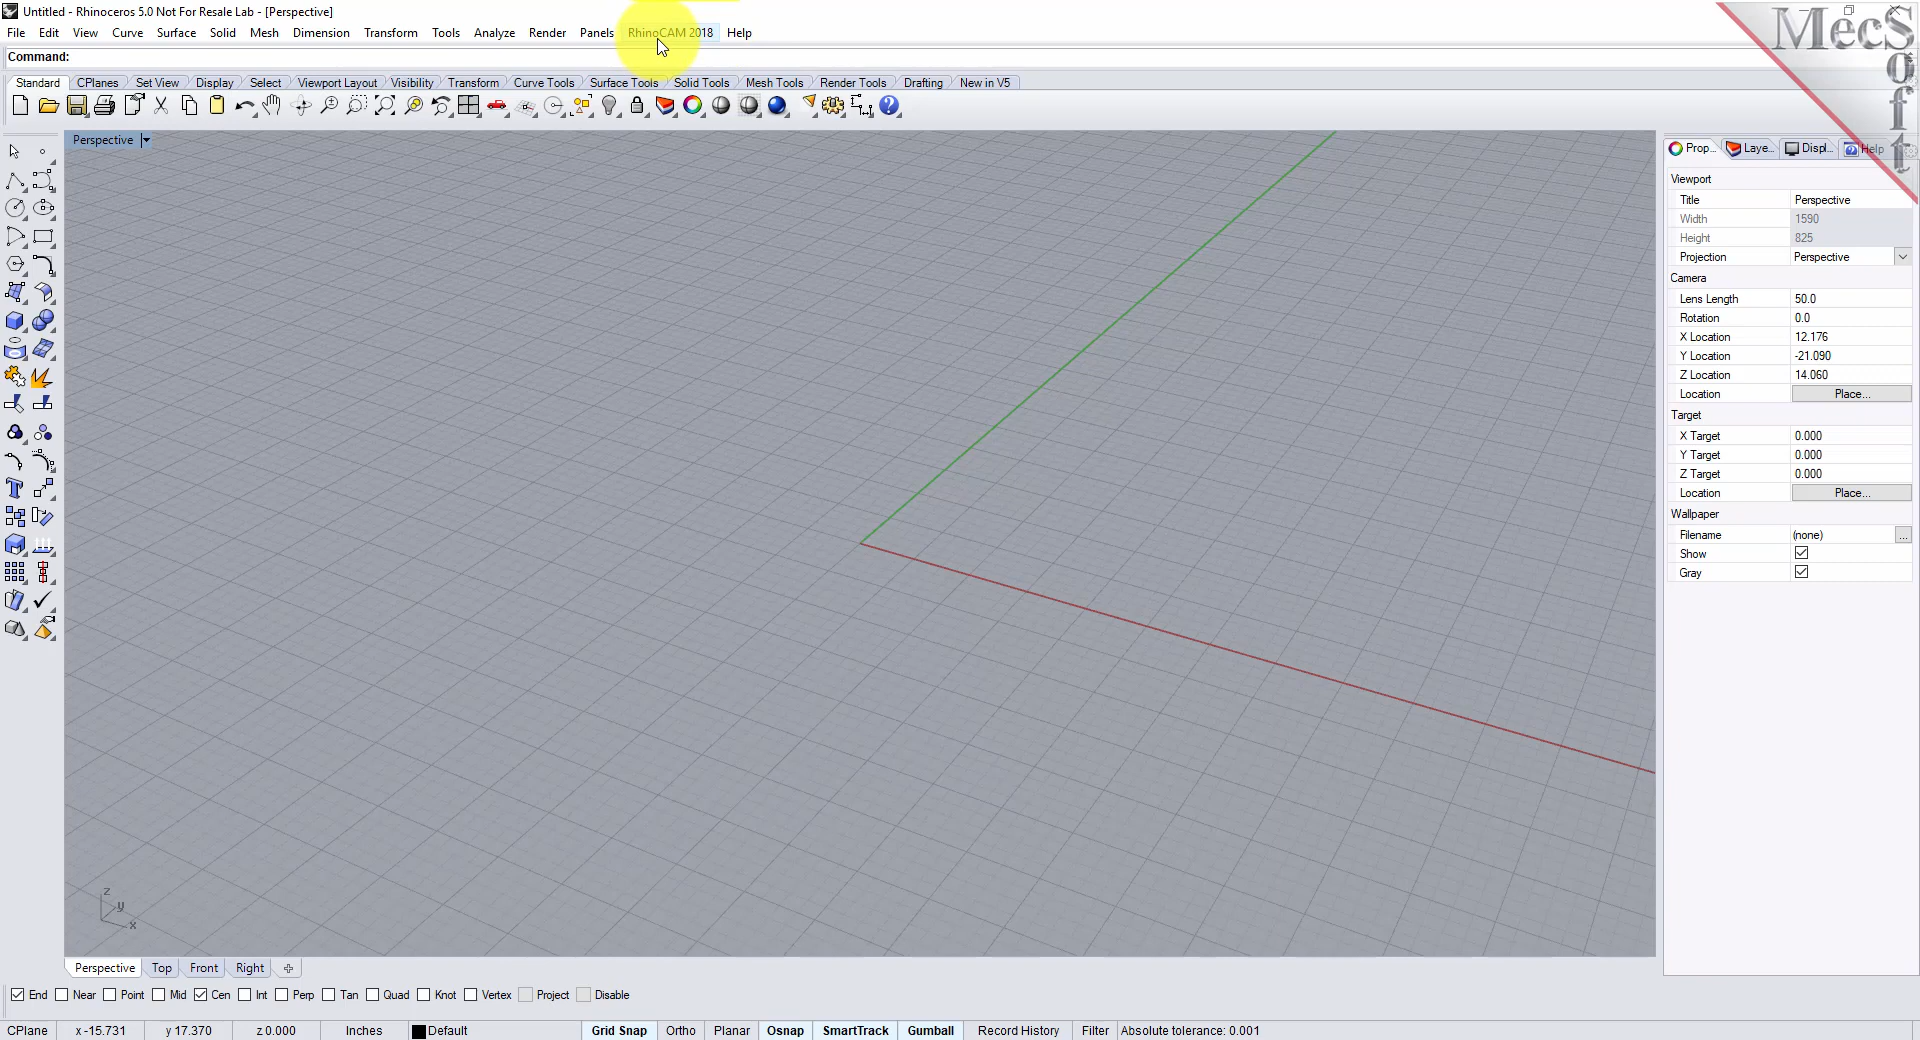 Untitled - Rhinoceros 5.0 Not For Resale Lab - [Perspective]
File Edit View Curve Surface Solid Mesh Dimension Transform Tools Analyze Render Panels RhinoCAM 2018 Help
Command:
Standard CPlanes Set View Display Select Viewport Layout Visibility Transform Curve Tools Surface Tools Solid Tools Mesh Tools Render Tools Drafting New in V5
MecSoft
Perspective
Prop... Laye... Displ... Help
Viewport
Title Perspective
Width 1590
Height 825
Projection Perspective
Camera
Lens Length 50.0
Rotation 0.0
X Location 12.176
Y Location -21.090
Z Location 14.060
Location Place...
Target
X Target 0.000
Y Target 0.000
Z Target 0.000
Location Place...
Wallpaper
Filename (none) ...
Show
Gray
z
y
x
Perspective Top Front Right
End Near Point Mid Cen Int Perp Tan Quad Knot Vertex Project Disable
CPlane x -15.731 y 17.370 z 0.000 Inches Default Grid Snap Ortho Planar Osnap SmartTrack Gumball Record History Filter Absolute tolerance: 0.001